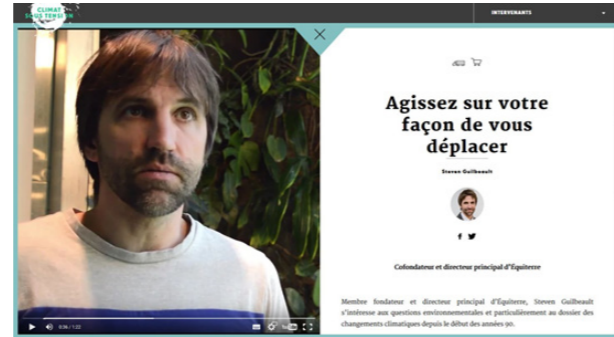 CLIMAT
SOUS TENSION
INTERVENANTS
Agissez sur votre
façon de vous
déplacer
Steven Guilbeault
Cofondateur et directeur principal d'Équiterre
Membre fondateur et directeur principal d'Équiterre, Steven Guilbeault
s'intéresse aux questions environnementales et particulièrement au dossier des
changements climatiques depuis le début des années 90.